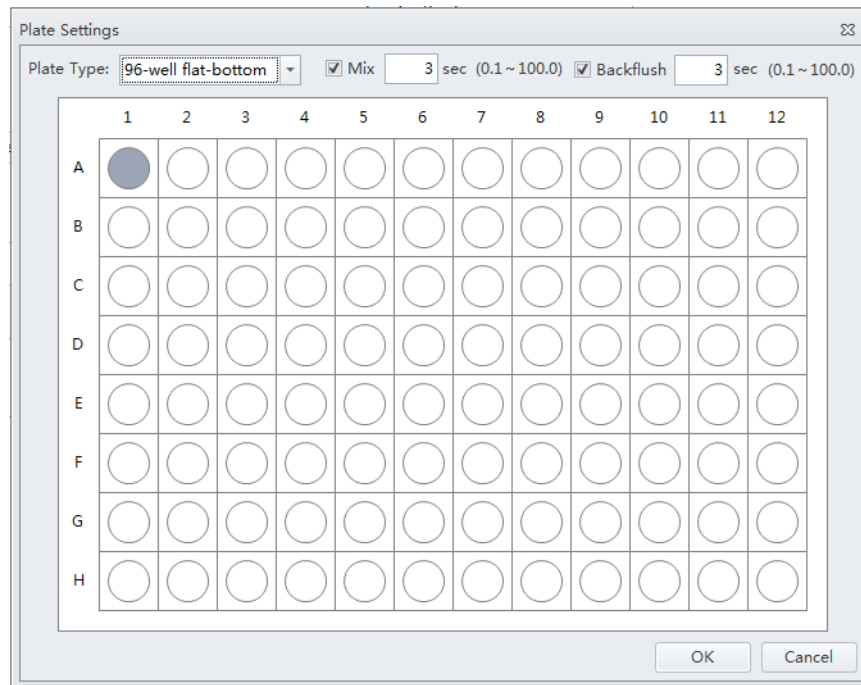 Plate Settings
Plate Type: 96-well flat-bottom Mix 3 sec (0.1~100.0) Backflush 3 sec (0.1~100.0)
1 2 3 4 5 6 7 8 9 10 11 12
A
B
C
D
E
F
G
H
OK Cancel